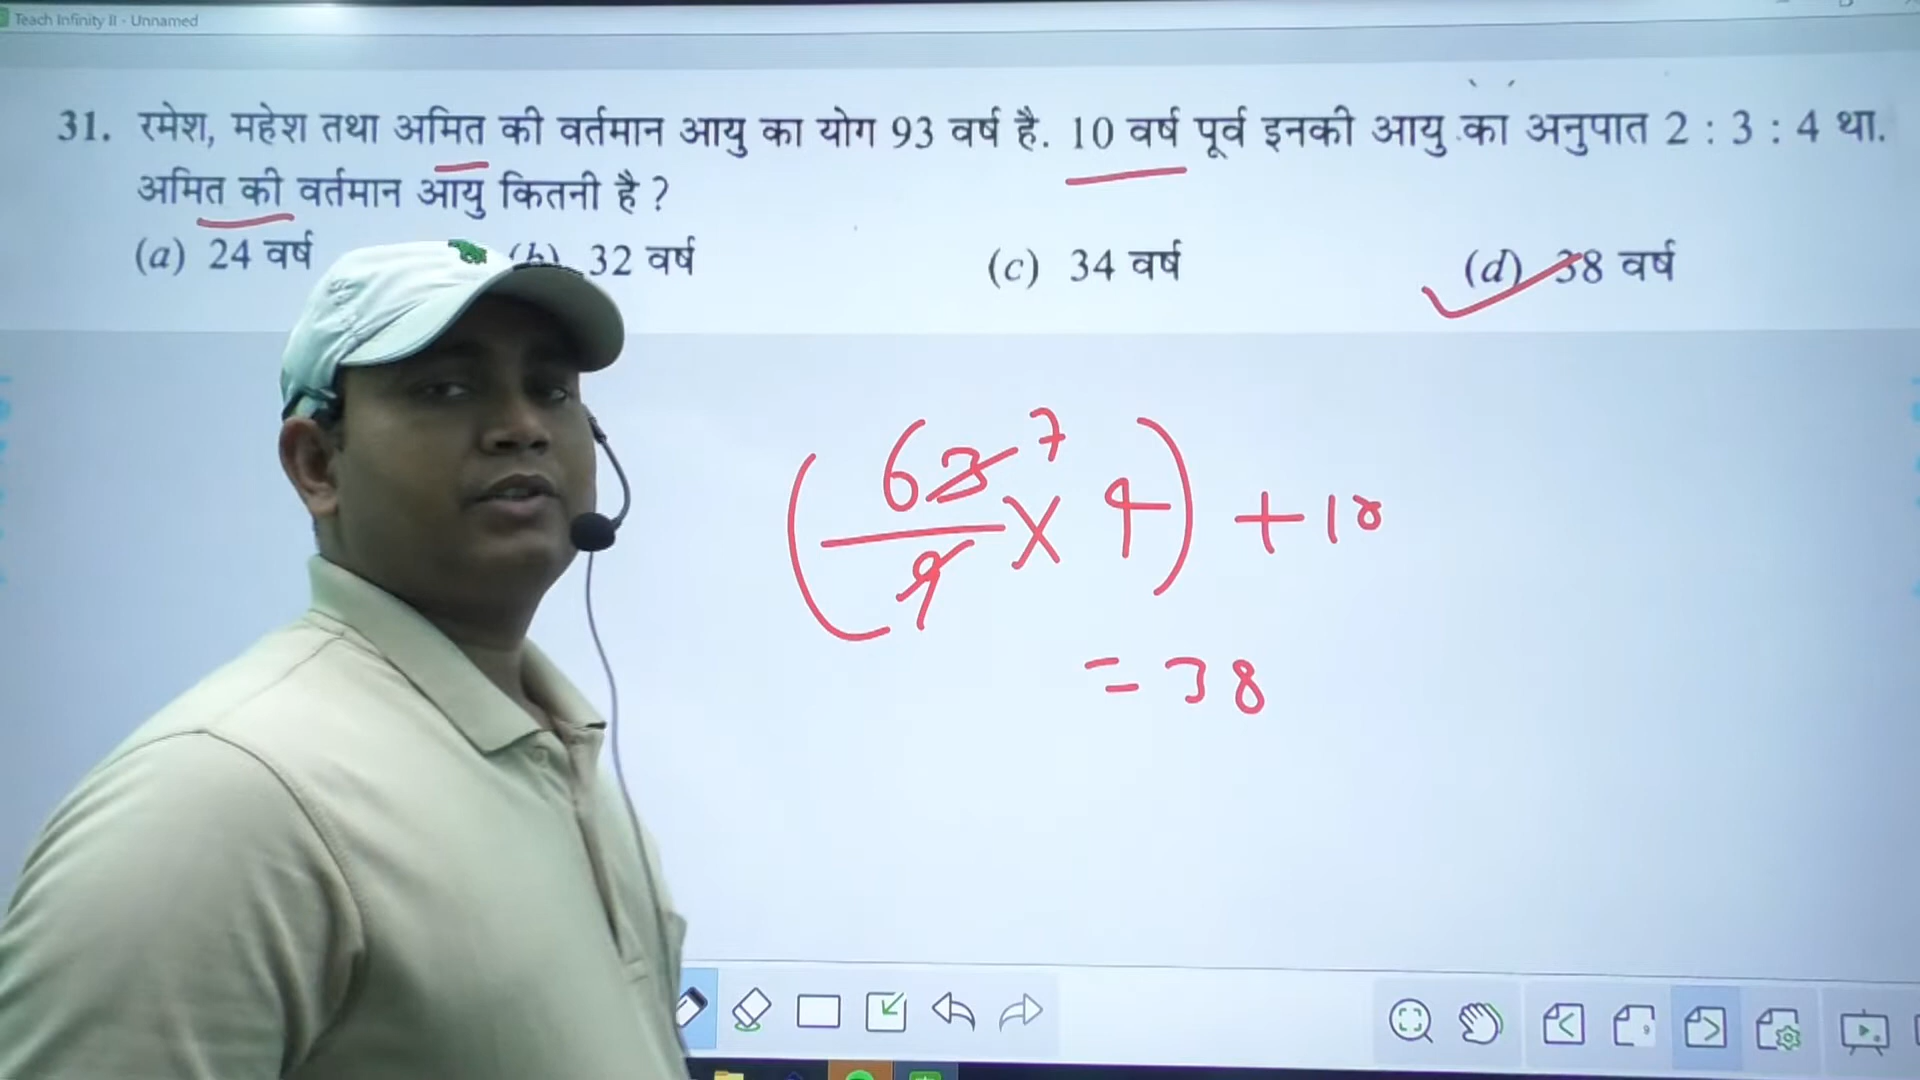 Teach Infinity II - Unnamed
31. रमेश, महेश तथा अमित की वर्तमान आयु का योग 93 वर्ष है. 10 वर्ष पूर्व इनकी आयु का अनुपात 2 : 3 : 4 था.
अमित की वर्तमान आयु कितनी है ?
(a) 24 वर्ष (b) 32 वर्ष (c) 34 वर्ष (d) 38 वर्ष
7
(63/9 × 4) + 10
= 38